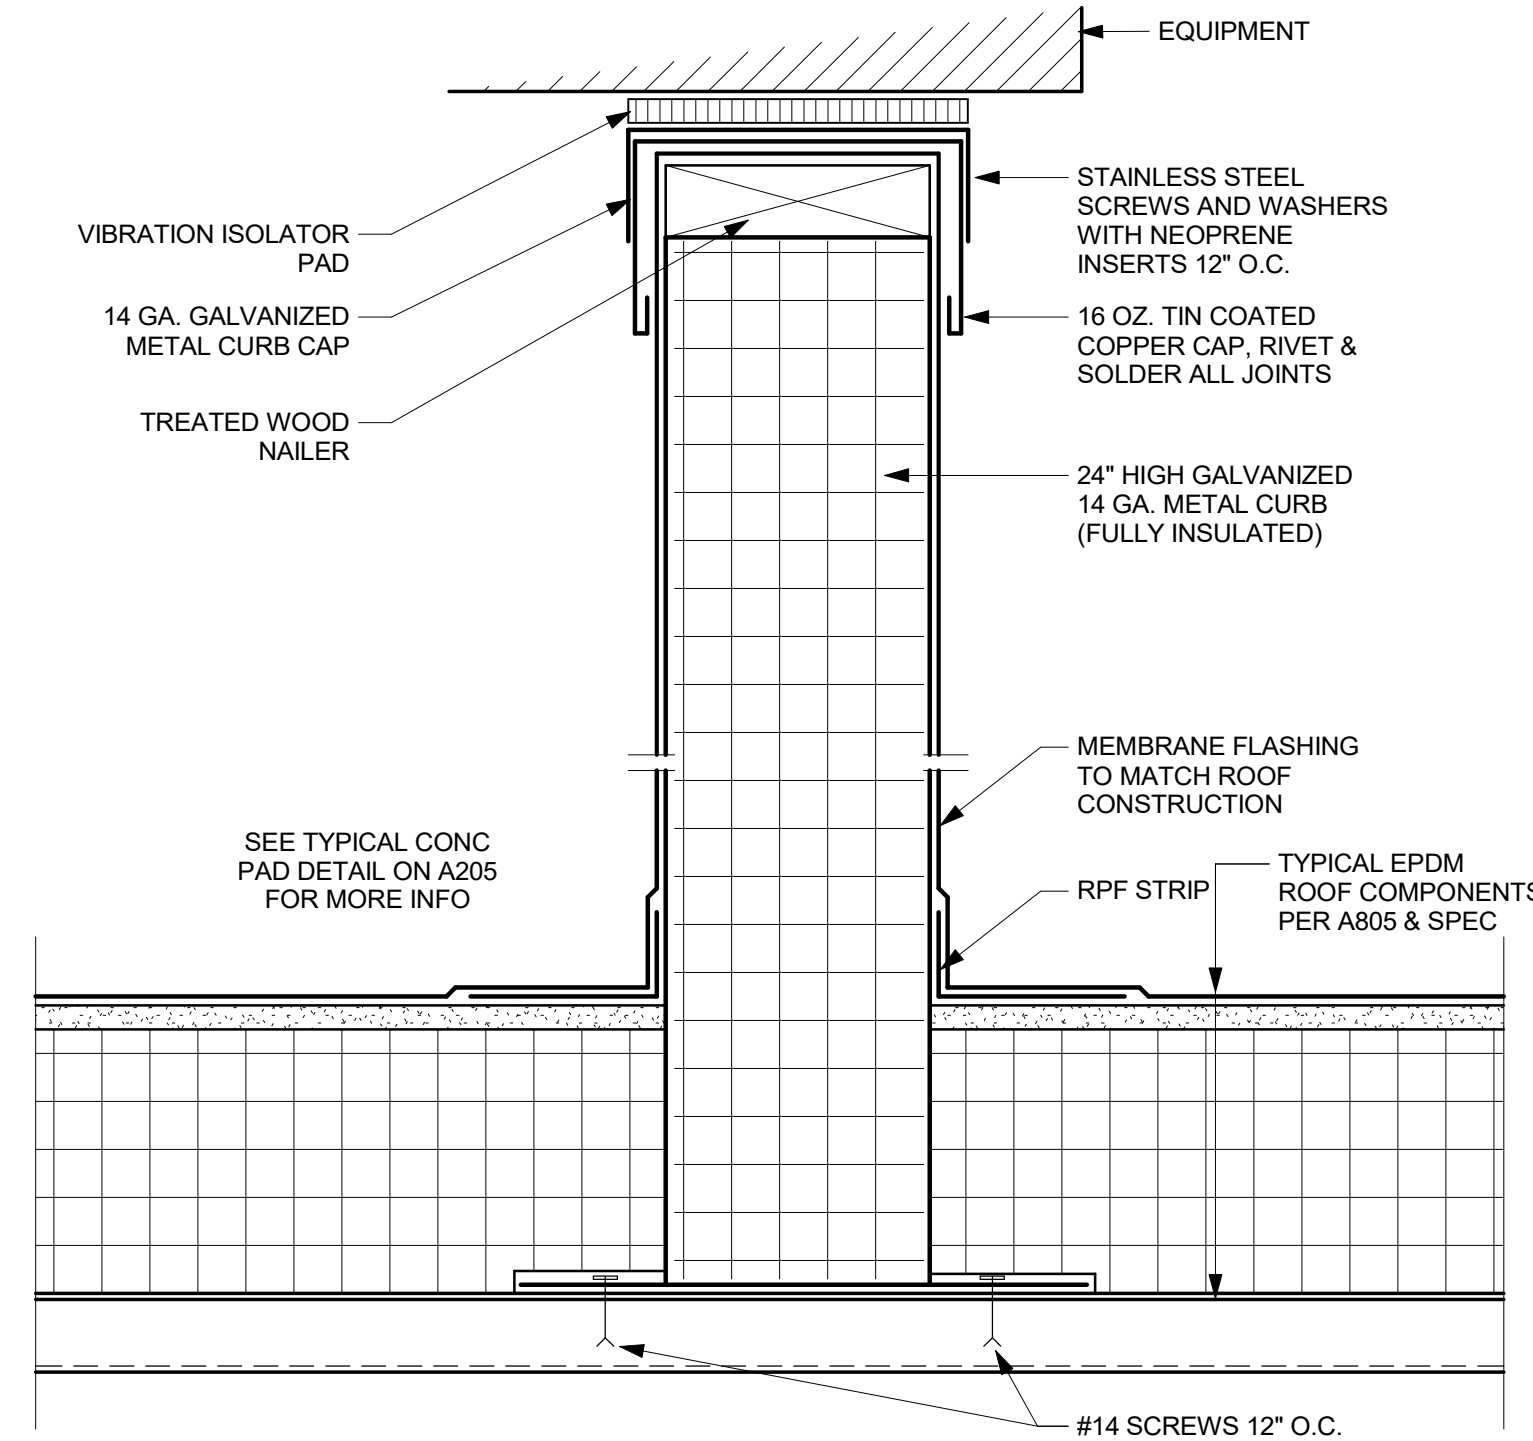 EQUIPMENT
VIBRATION ISOLATOR
PAD
14 GA. GALVANIZED
METAL CURB CAP
TREATED WOOD
NAILER
STAINLESS STEEL
SCREWS AND WASHERS
WITH NEOPRENE
INSERTS 12" O.C.
16 OZ. TIN COATED
COPPER CAP, RIVET &
SOLDER ALL JOINTS
24" HIGH GALVANIZED
14 GA. METAL CURB
(FULLY INSULATED)
MEMBRANE FLASHING
TO MATCH ROOF
CONSTRUCTION
SEE TYPICAL CONC
PAD DETAIL ON A205
FOR MORE INFO
RPF STRIP
TYPICAL EPDM
ROOF COMPONENTS
PER A805 & SPEC
#14 SCREWS 12" O.C.